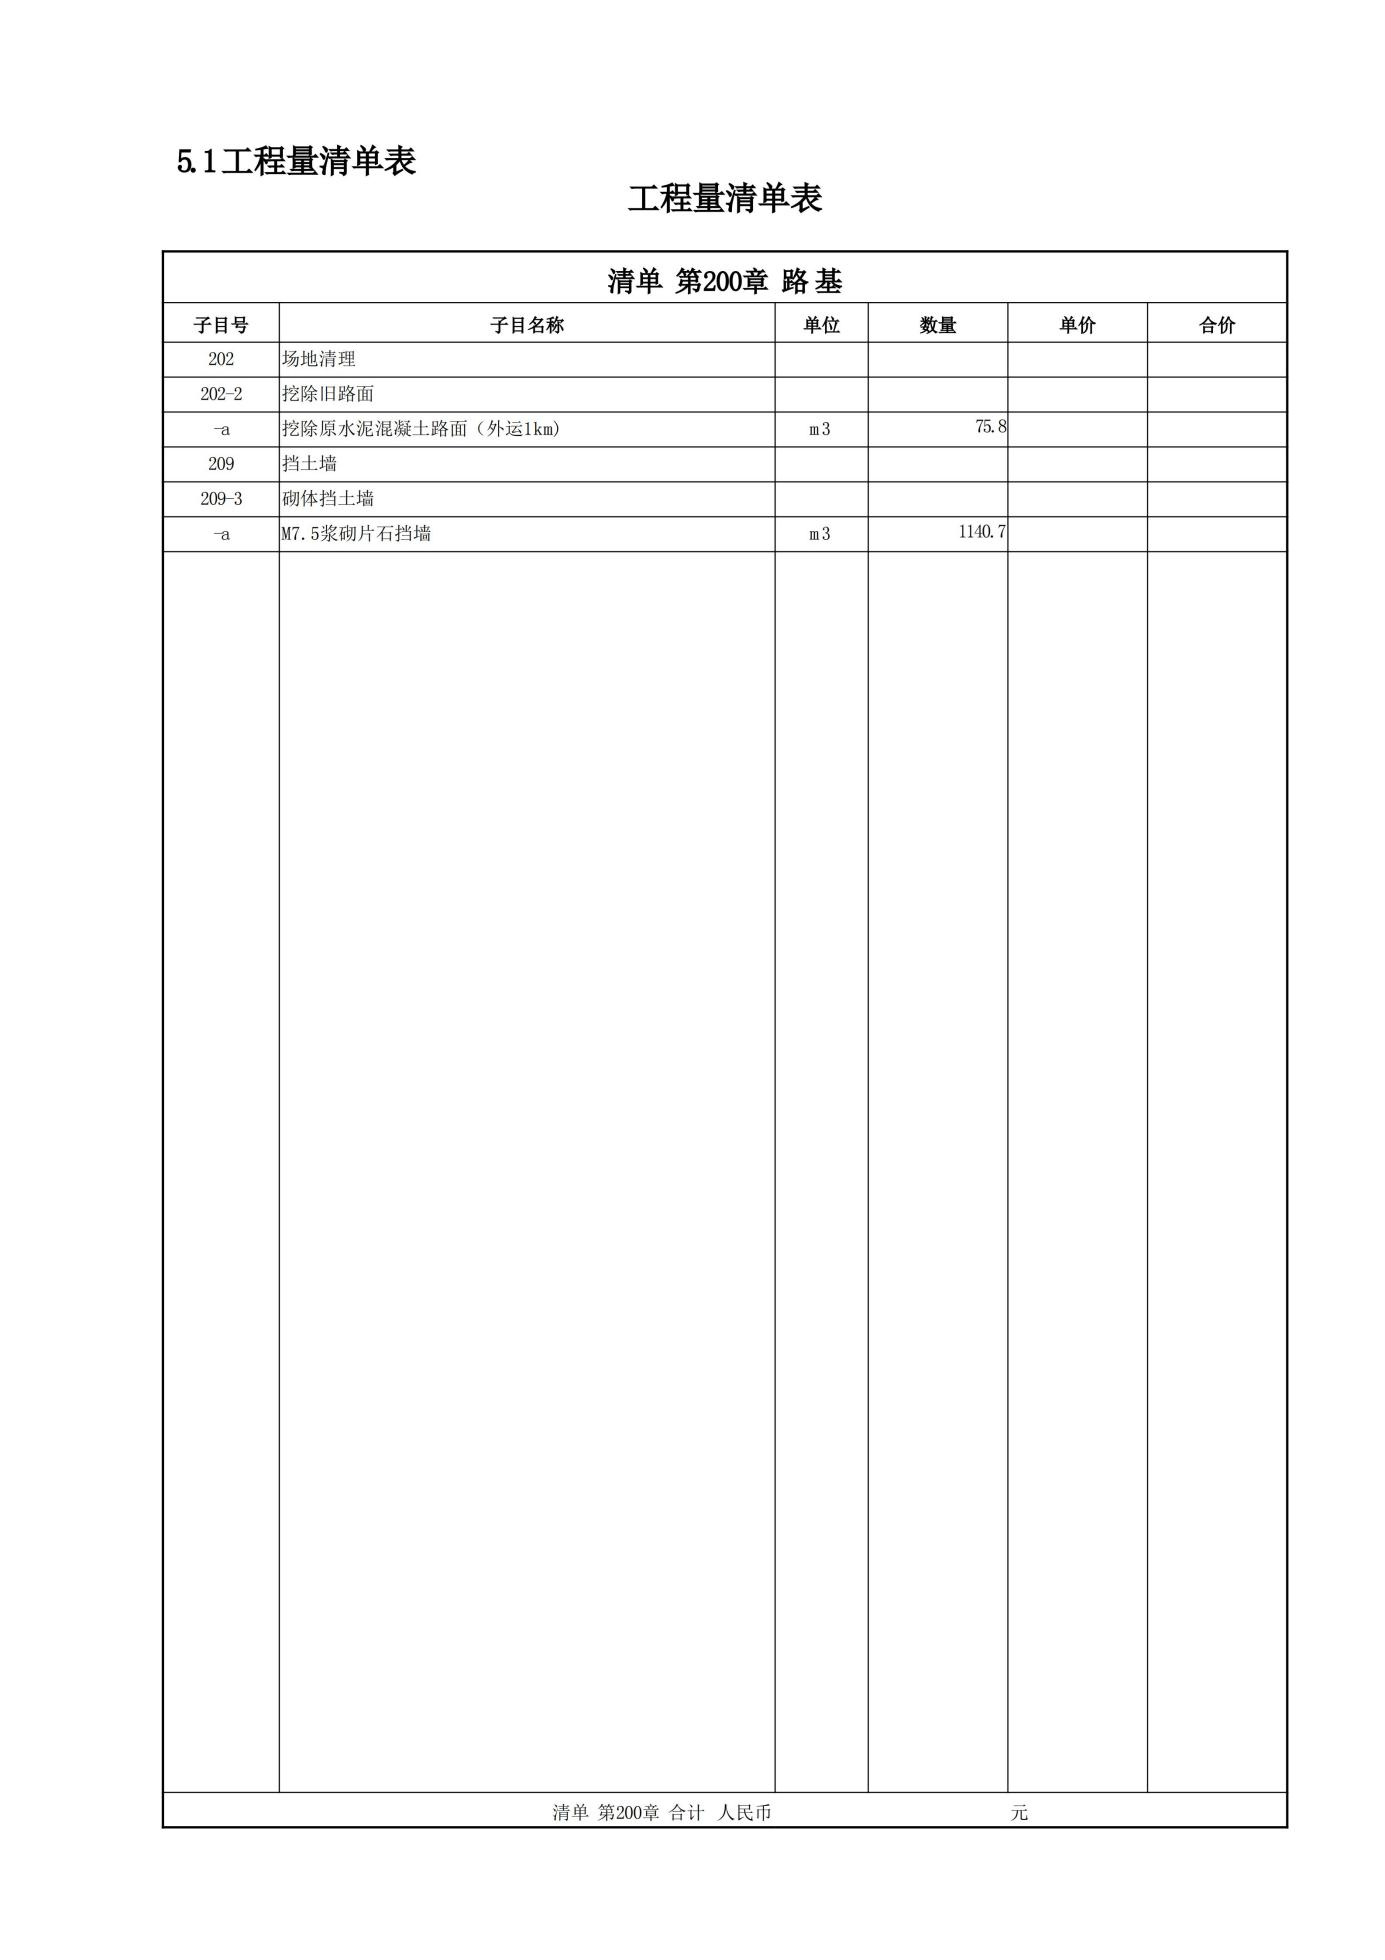 5.1工程量清单表
工程量清单表
清单 第200章 路 基
子目号 子目名称 单位 数量 单价 合价
202 场地清理
202-2 挖除旧路面
-a 挖除原水泥混凝土路面（外运1km) m3 75.8
209 挡土墙
209-3 砌体挡土墙
-a M7.5浆砌片石挡墙 m3 1140.7
清单 第200章 合计 人民币 元